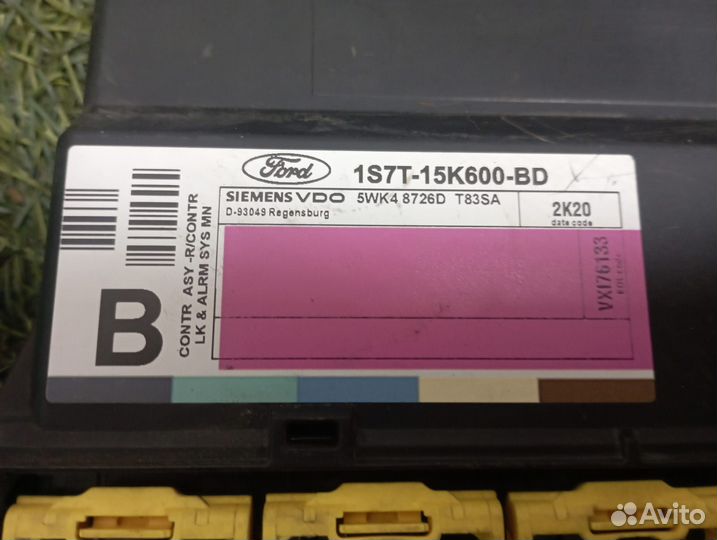 Ford
1S7T-15K600-BD
SIEMENS VDO 5WK4 8726D T83SA
D-93049 Regensburg
2K20
date code
VXI76133
B
CONTR ASY -R/CONTR
LK & ALRM SYS MN
Avito